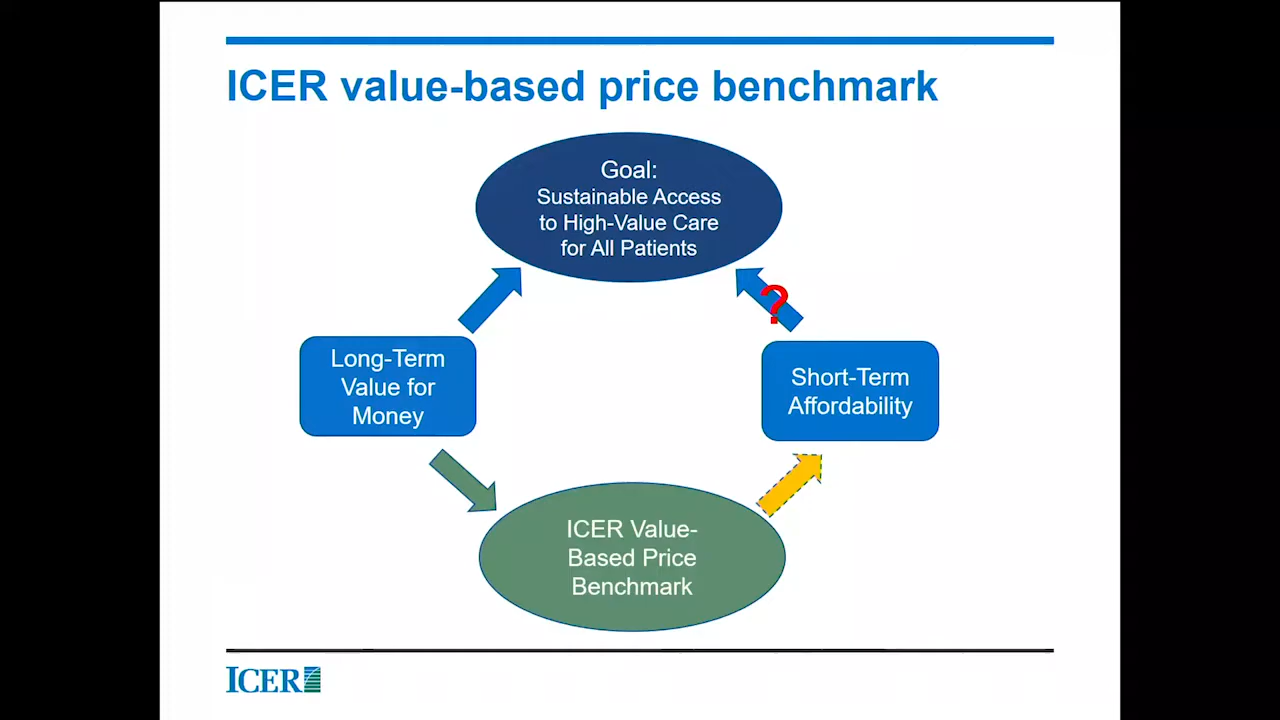 ICER value-based price benchmark
Goal:
Sustainable Access
to High-Value Care
for All Patients
?
Long-Term
Value for
Money
Short-Term
Affordability
ICER Value-
Based Price
Benchmark
ICER